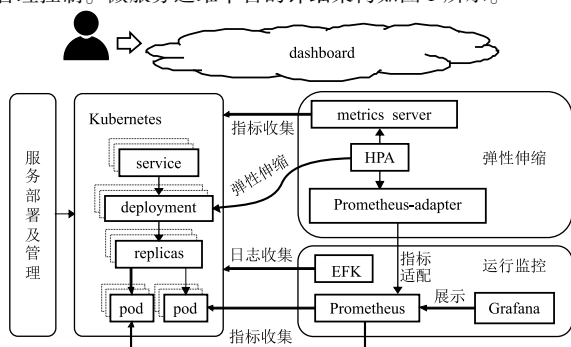 dashboard
服务部署及管理
Kubernetes
service
deployment
replicas
pod
pod
指标收集
弹性伸缩
日志收集
指标收集
metrics server
HPA
弹性伸缩
Prometheus-adapter
指标
适配
运行监控
EFK
展示
Prometheus
Grafana